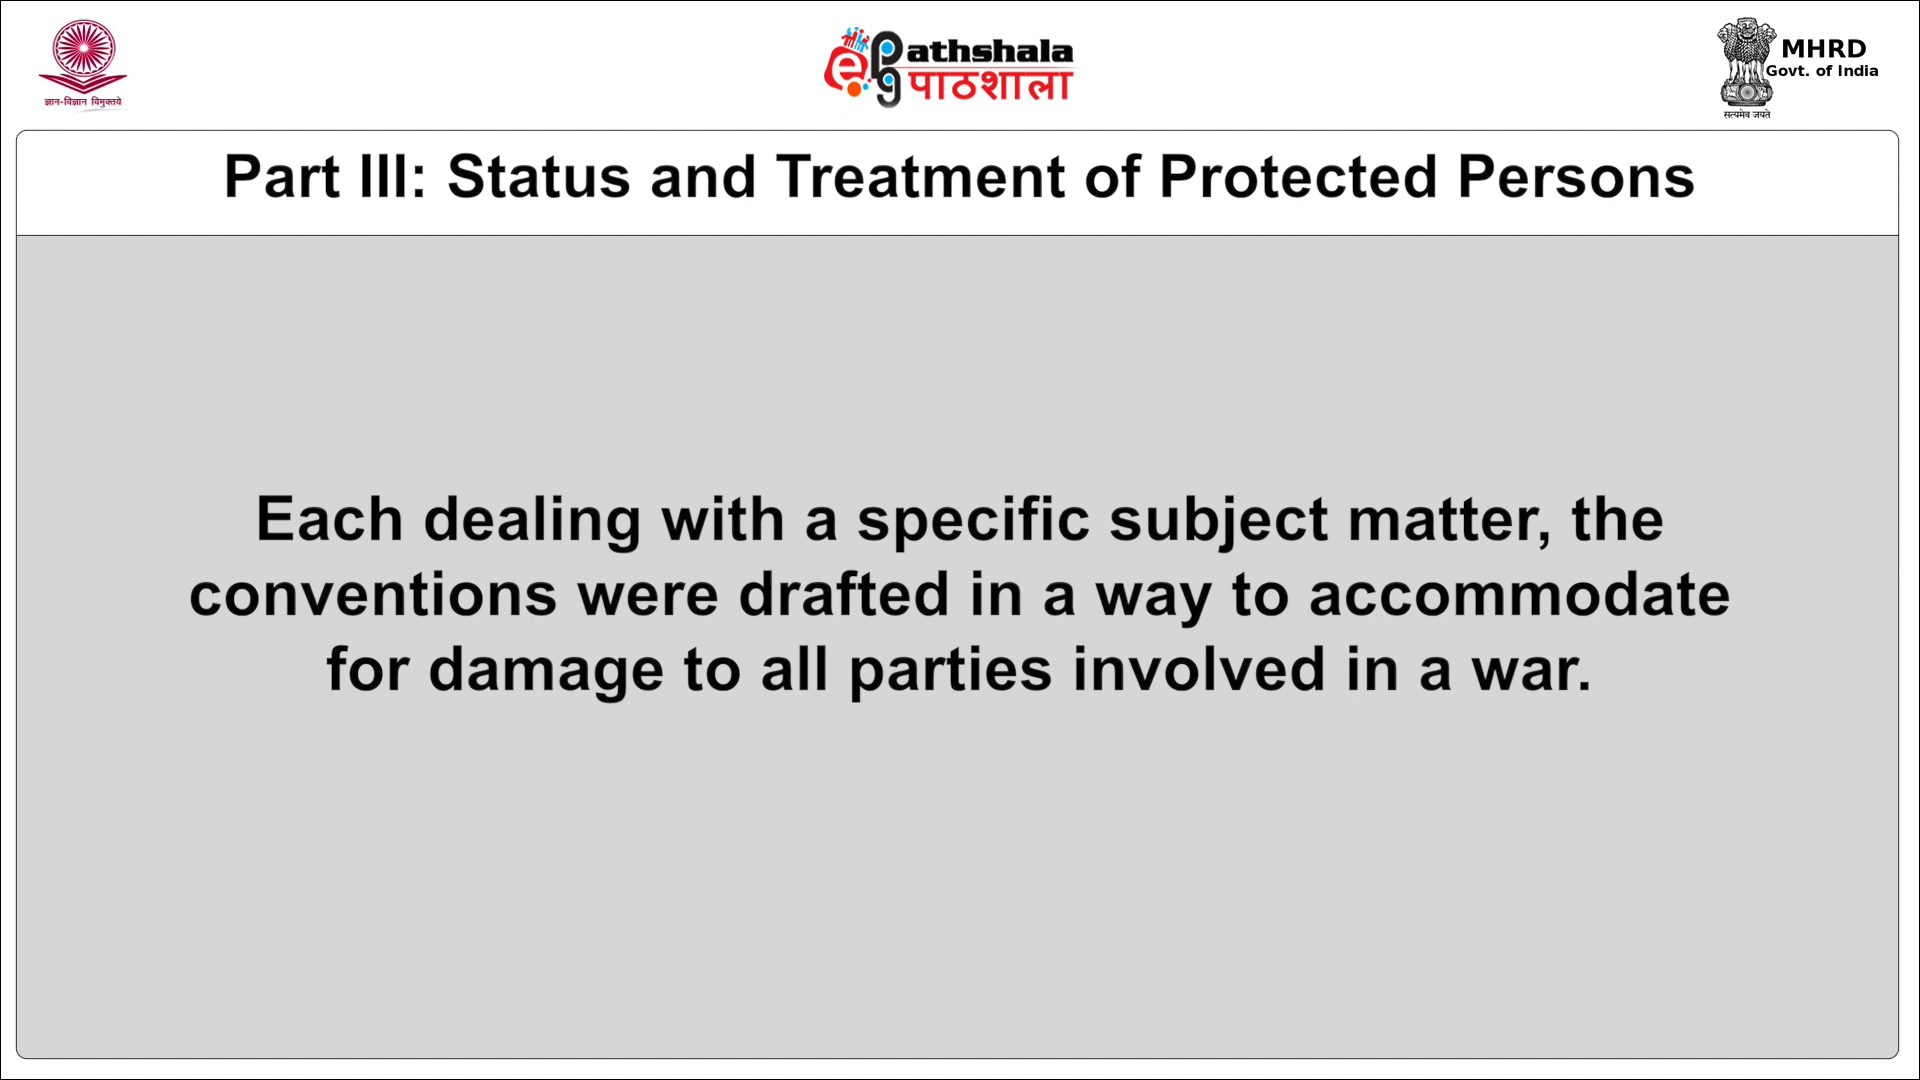 ज्ञान-विज्ञान विमुक्तये
ePGathshala
पाठशाला
MHRD
Govt. of India
सत्यमेव जयते
Part III: Status and Treatment of Protected Persons
Each dealing with a specific subject matter, the
conventions were drafted in a way to accommodate
for damage to all parties involved in a war.